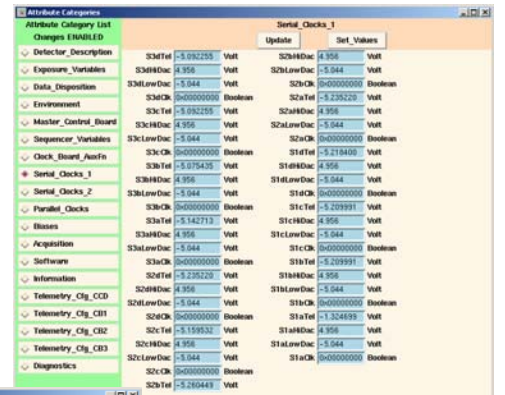 Attribute Categories
Attribute Category List
Changes ENABLED
Detector_Description
Exposure_Variables
Data_Disposition
Environment
Master_Control_Board
Sequencer_Variables
Clock_Board_AuxFn
Serial_Clocks_1
Serial_Clocks_2
Parallel_Clocks
Biases
Acquisition
Software
Information
Telemetry_Cfg_CCD
Telemetry_Cfg_CB1
Telemetry_Cfg_CB2
Telemetry_Cfg_CB3
Diagnostics
Serial_Clocks_1
Update Set_Values
S3dTel -5.092255 Volt
S3dHiDac 4.956 Volt
S3dLowDac -5.044 Volt
S3dClk 0x00000000 Boolean
S3cTel -5.092255 Volt
S3cHiDac 4.956 Volt
S3cLowDac -5.044 Volt
S3cClk 0x00000000 Boolean
S3bTel -5.075435 Volt
S3bHiDac 4.956 Volt
S3bLowDac -5.044 Volt
S3bClk 0x00000000 Boolean
S3aTel -5.142713 Volt
S3aHiDac 4.956 Volt
S3aLowDac -5.044 Volt
S3aClk 0x00000000 Boolean
S2dTel -5.235220 Volt
S2dHiDac 4.956 Volt
S2dLowDac -5.044 Volt
S2dClk 0x00000000 Boolean
S2cTel -5.159532 Volt
S2cHiDac 4.956 Volt
S2cLowDac -5.044 Volt
S2cClk 0x00000000 Boolean
S2bTel -5.260449 Volt
S2bHiDac 4.956 Volt
S2bLowDac -5.044 Volt
S2bClk 0x00000000 Boolean
S2aTel -5.235220 Volt
S2aHiDac 4.956 Volt
S2aLowDac -5.044 Volt
S2aClk 0x00000000 Boolean
S1dTel -5.218400 Volt
S1dHiDac 4.956 Volt
S1dLowDac -5.044 Volt
S1dClk 0x00000000 Boolean
S1cTel -5.209991 Volt
S1cHiDac 4.956 Volt
S1cLowDac -5.044 Volt
S1cClk 0x00000000 Boolean
S1bTel -5.209991 Volt
S1bHiDac 4.956 Volt
S1bLowDac -5.044 Volt
S1bClk 0x00000000 Boolean
S1aTel -1.324699 Volt
S1aHiDac 4.956 Volt
S1aLowDac -5.044 Volt
S1aClk 0x00000000 Boolean